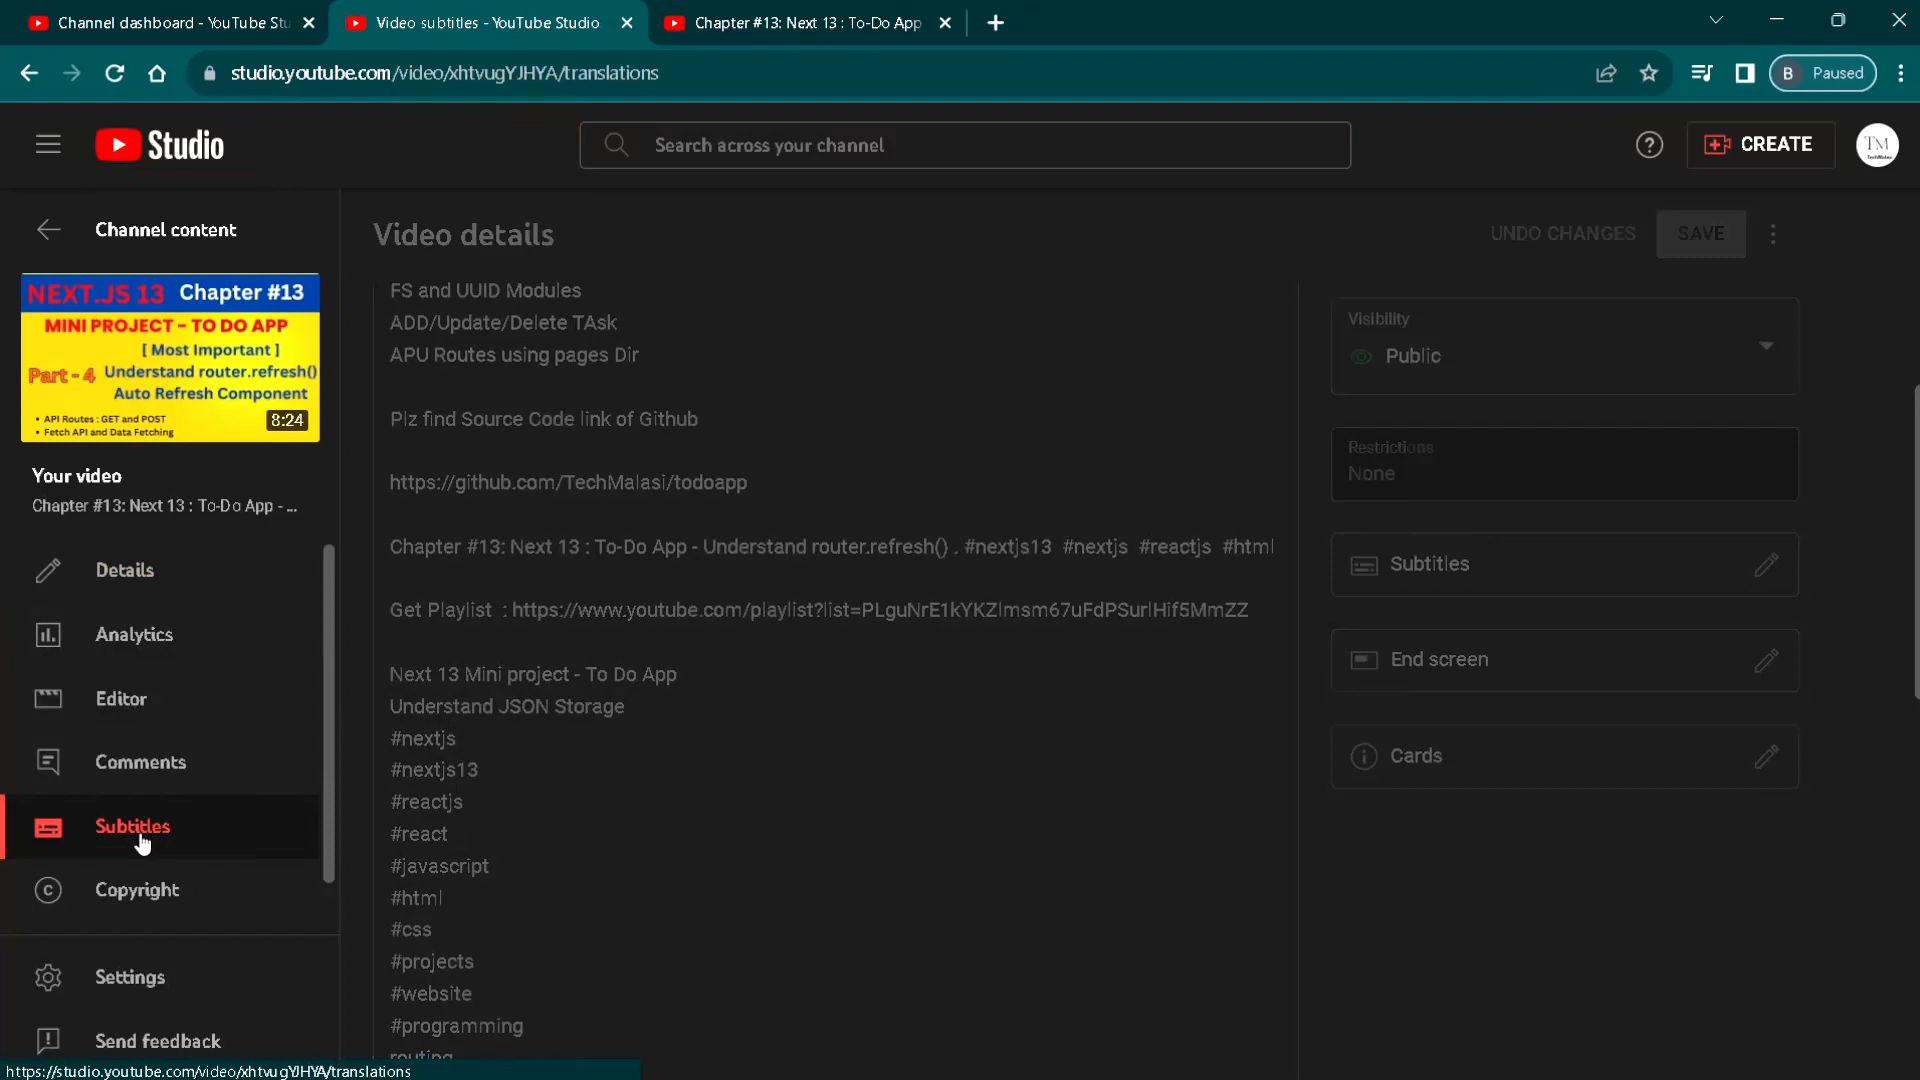 Channel dashboard - YouTube Stu
Video subtitles - YouTube Studio
Chapter #13: Next 13 : To-Do App
studio.youtube.com/video/xhtvugYJHYA/translations
B Paused
Studio
Search across your channel
CREATE
TM
Channel content
Video details
UNDO CHANGES
SAVE
NEXT.JS 13 Chapter #13
MINI PROJECT - TO DO APP
[ Most Important ]
Part - 4 Understand router.refresh()
Auto Refresh Component
• API Routes : GET and POST
• Fetch API and Data Fetching
8:24
Your video
Chapter #13: Next 13 : To-Do App - ...
Details
Analytics
Editor
Comments
Subtitles
Copyright
Settings
Send feedback
FS and UUID Modules
ADD/Update/Delete TAsk
APU Routes using pages Dir
Plz find Source Code link of Github
https://github.com/TechMalasi/todoapp
Chapter #13: Next 13 : To-Do App - Understand router.refresh() . #nextjs13 #nextjs #reactjs #html
Get Playlist : https://www.youtube.com/playlist?list=PLguNrE1kYKZlmsm67uFdPSurlHif5MmZZ
Next 13 Mini project - To Do App
Understand JSON Storage
#nextjs
#nextjs13
#reactjs
#react
#javascript
#html
#css
#projects
#website
#programming
routing
Visibility
Public
Restrictions
None
Subtitles
End screen
Cards
https://studio.youtube.com/video/xhtvugYJHYA/translations